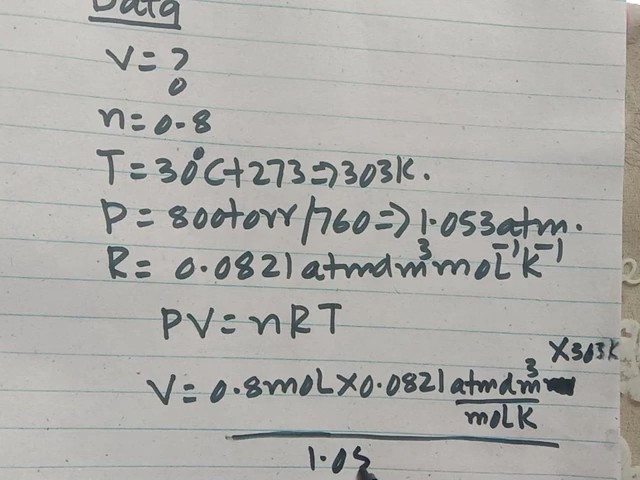 Data
V = ?
n = 0.8
T = 30°C + 273 => 303K.
P = 800torr/760 => 1.053atm.
R = 0.0821 atmdm³mol⁻¹K⁻¹
PV = nRT
X303K
V = 0.8mol X 0.0821 atmdm³
molK
1.05